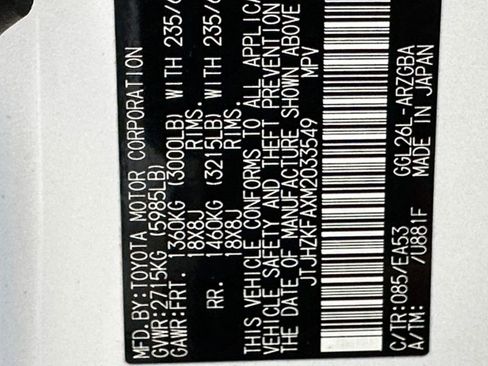 MFD.BY:TOYOTA MOTOR CORPORATION
GVWR:2715KG (5985LB)
GAWR:FRT. 1360KG (3000LB) WITH 235/6
18X8J RIMS.
RR. 1460KG (3215LB) WITH 235/6
18X8J RIMS.
THIS VEHICLE CONFORMS TO ALL APPLICA
VEHICLE SAFETY AND THEFT PREVENTION
THE DATE OF MANUFACTURE SHOWN ABOVE
JTJHZKFAXM2033549 MPV
C/TR:085/EA53 GGL26L-ARZGBA
A/TM: /U881F MADE IN JAPAN